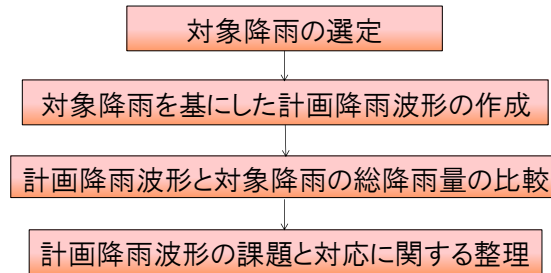 対象降雨の選定
対象降雨を基にした計画降雨波形の作成
計画降雨波形と対象降雨の総降雨量の比較
計画降雨波形の課題と対応に関する整理